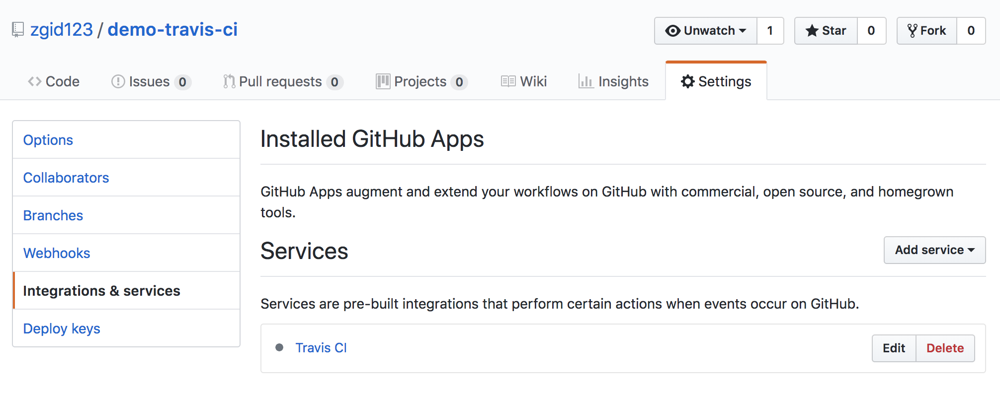 zgid123 / demo-travis-ci
Unwatch 1
Star 0
Fork 0
Code
Issues 0
Pull requests 0
Projects 0
Wiki
Insights
Settings
Options
Collaborators
Branches
Webhooks
Integrations & services
Deploy keys
Installed GitHub Apps
GitHub Apps augment and extend your workflows on GitHub with commercial, open source, and homegrown
tools.
Services
Add service
Services are pre-built integrations that perform certain actions when events occur on GitHub.
Travis CI
Edit
Delete